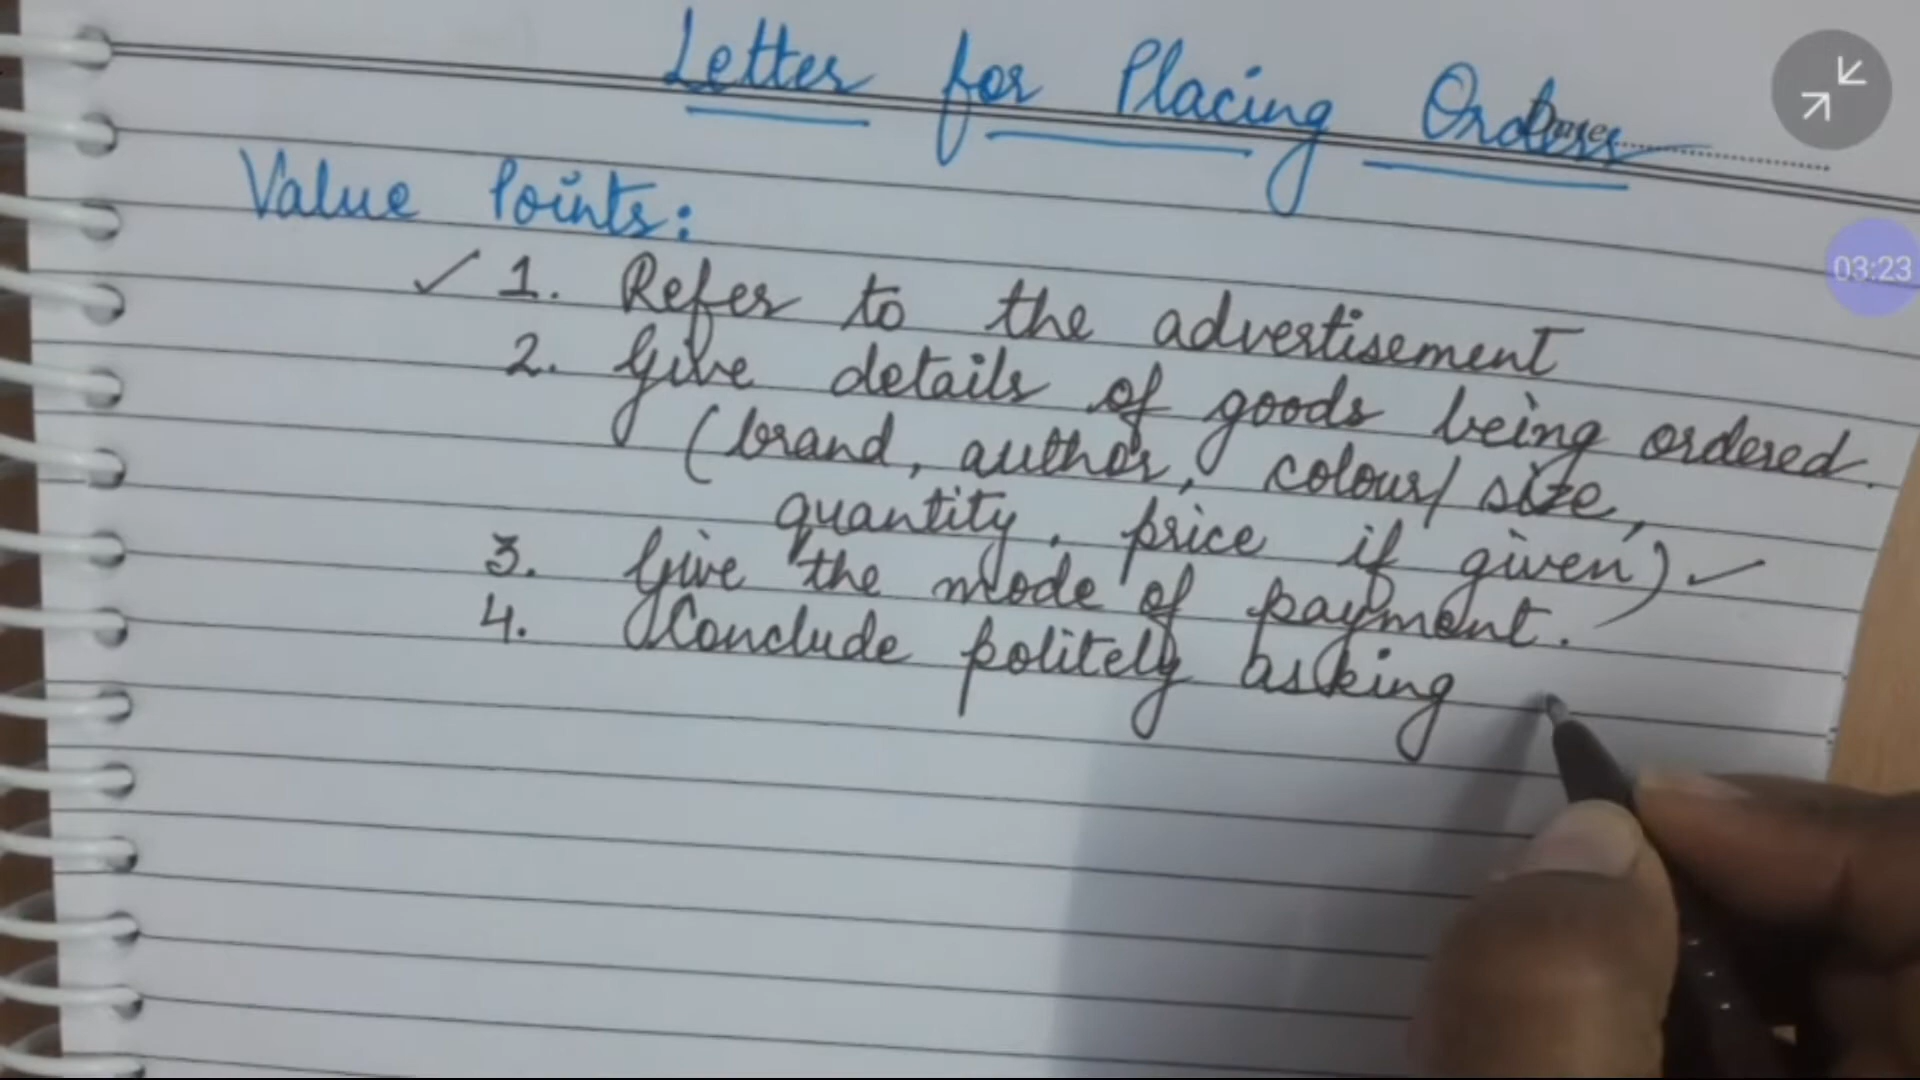 Letter for Placing Orders
Date
03:23
Value Points:
✓ 1. Refer to the advertisement
2. Give details of goods being ordered.
(brand, author, colour/ size,
quantity, price if given) ✓
3. Give the mode of payment.
4. Conclude politely asking